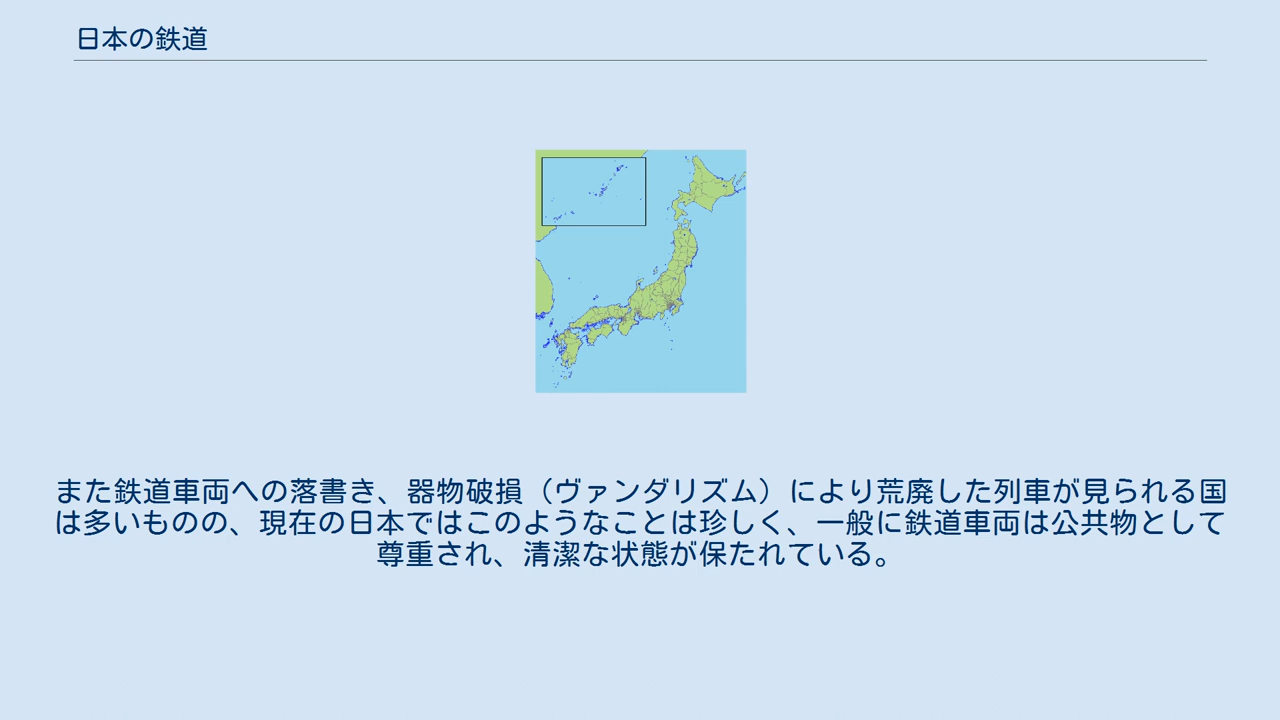 日本の鉄道
また鉄道車両への落書き、器物破損（ヴァンダリズム）により荒廃した列車が見られる国
は多いものの、現在の日本ではこのようなことは珍しく、一般に鉄道車両は公共物として
尊重され、清潔な状態が保たれている。